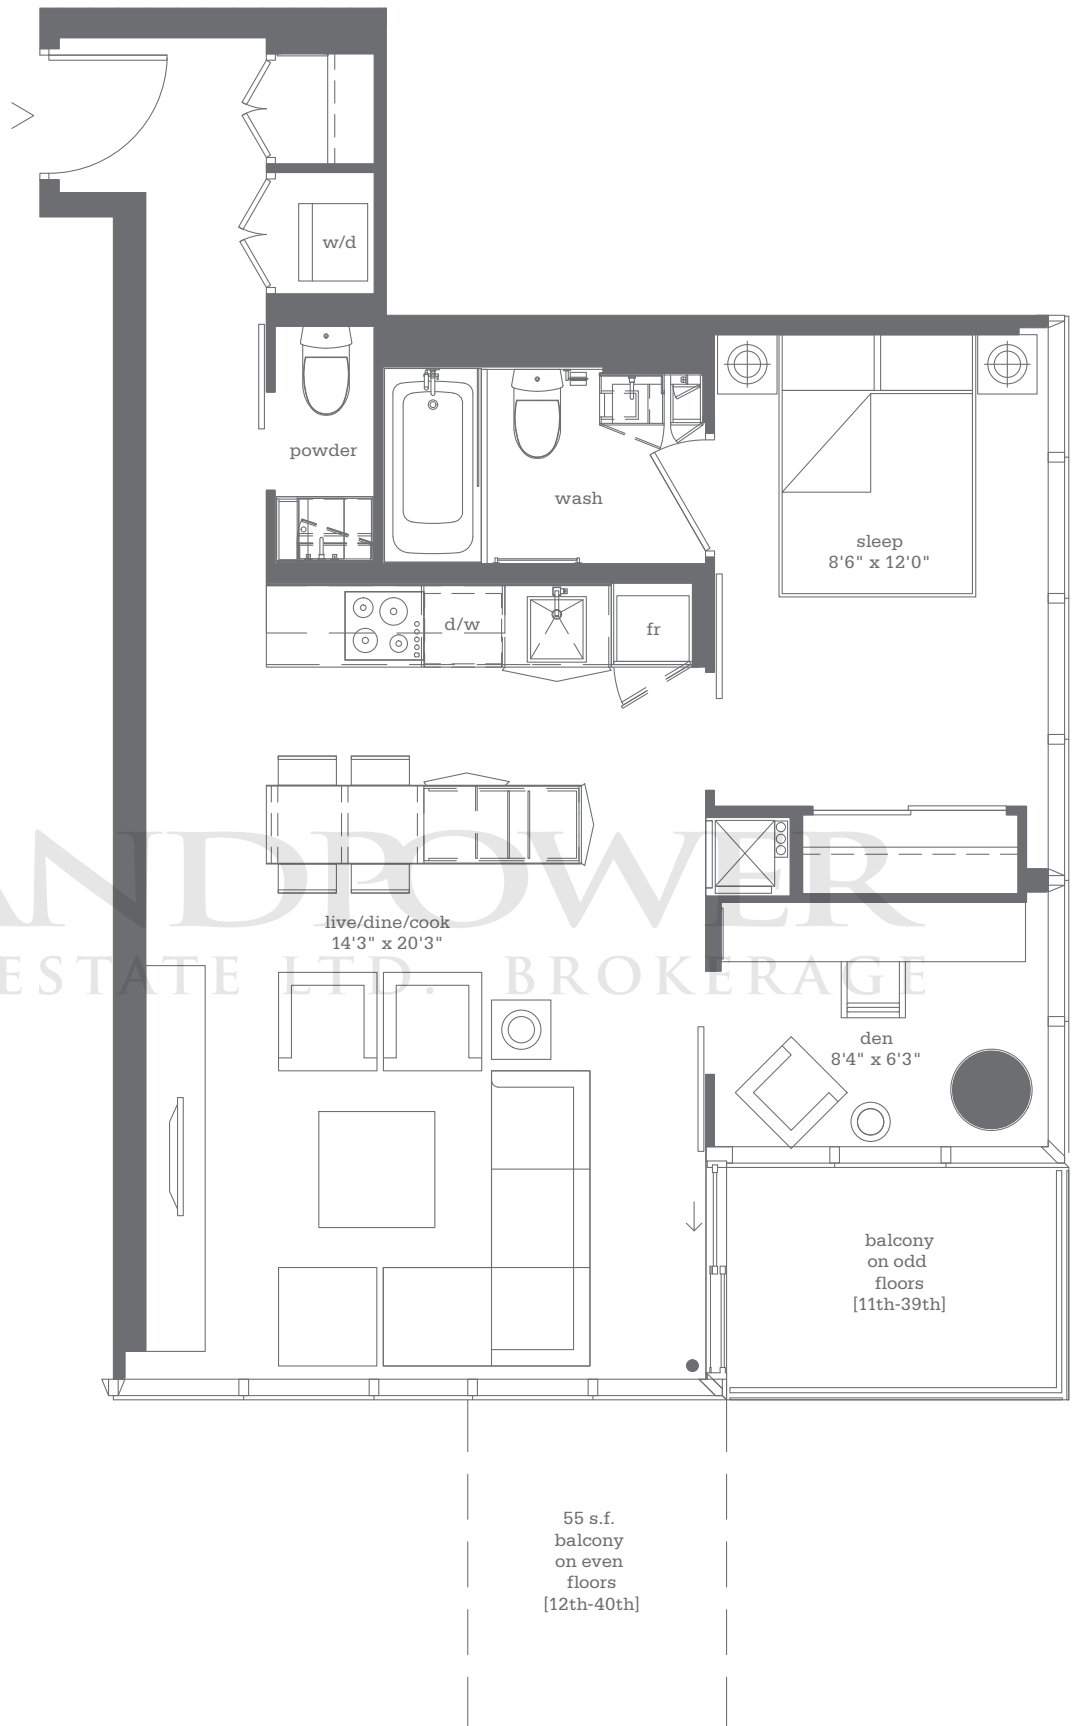 w/d
powder
wash
sleep
8'6" x 12'0"
d/w
fr
ANDPOWER
ESTATE LTD. BROKERAGE
live/dine/cook
14'3" x 20'3"
den
8'4" x 6'3"
balcony
on odd
floors
[11th-39th]
55 s.f.
balcony
on even
floors
[12th-40th]